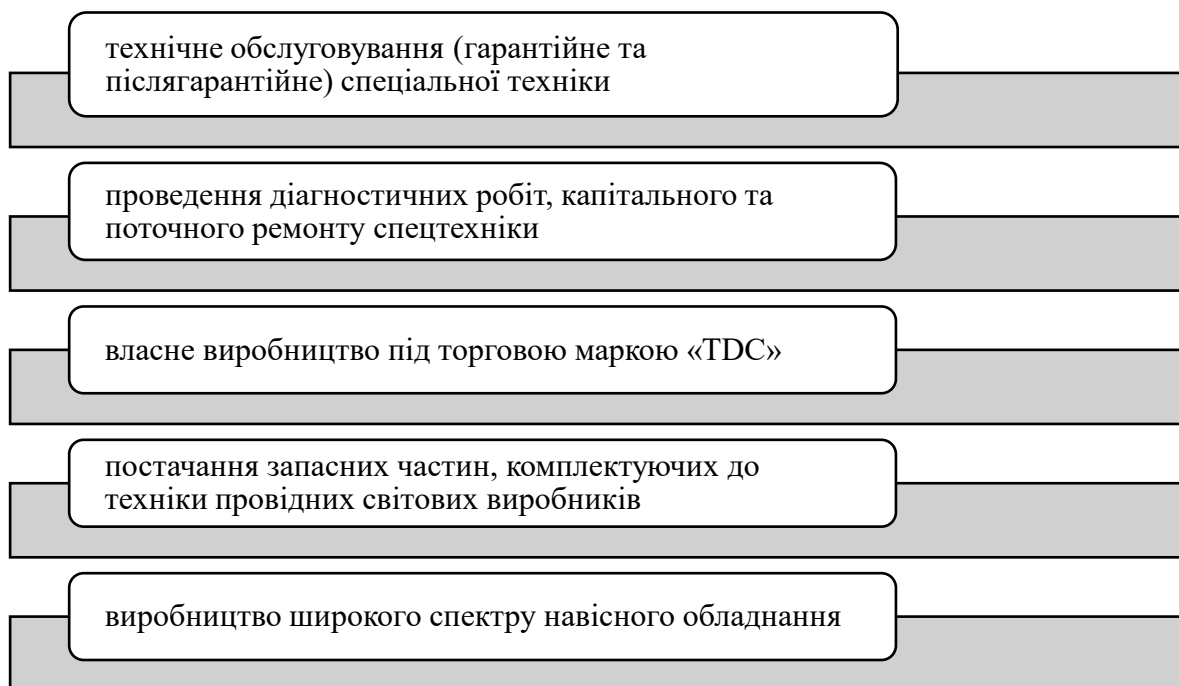 технічне обслуговування (гарантійне та
післягарантійне) спеціальної техніки
проведення діагностичних робіт, капітального та
поточного ремонту спецтехніки
власне виробництво під торговою маркою «TDC»
постачання запасних частин, комплектуючих до
техніки провідних світових виробників
виробництво широкого спектру навісного обладнання